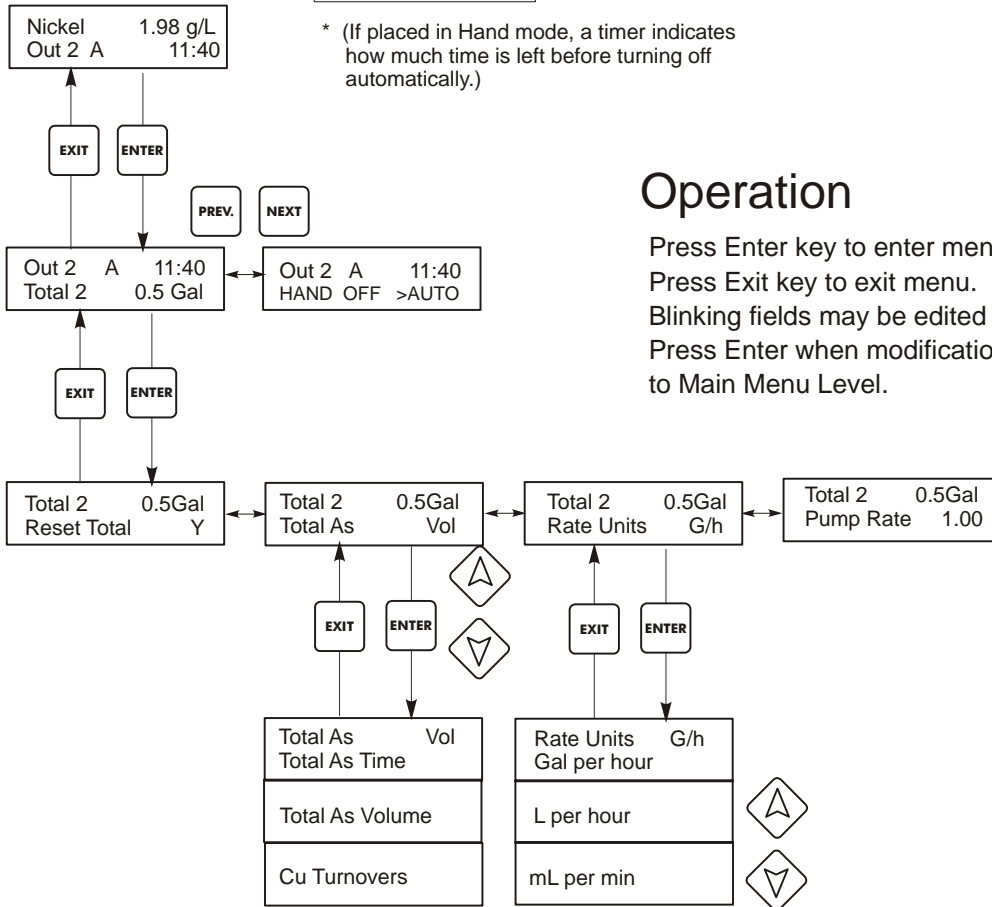 Nickel 1.98 g/L
Out 2 A 11:40
* (If placed in Hand mode, a timer indicates
how much time is left before turning off
automatically.)
EXIT
ENTER
PREV.
NEXT
Operation
Press Enter key to enter
Press Exit key to exit menu.
Blinking fields may be edited
Press Enter when
to Main Menu Level.
Out 2 A 11:40
Total 2 0.5 Gal
Out 2 A 11:40
HAND OFF >AUTO
EXIT
ENTER
Total 2 0.5Gal
Reset Total Y
Total 2 0.5Gal
Total As Vol
Total 2 0.5Gal
Rate Units G/h
Total 2 0.5Gal
Pump Rate 1.00
EXIT
ENTER
EXIT
ENTER
Total As Vol
Total As Time
Total As Volume
Cu Turnovers
Rate Units G/h
Gal per hour
L per hour
mL per min